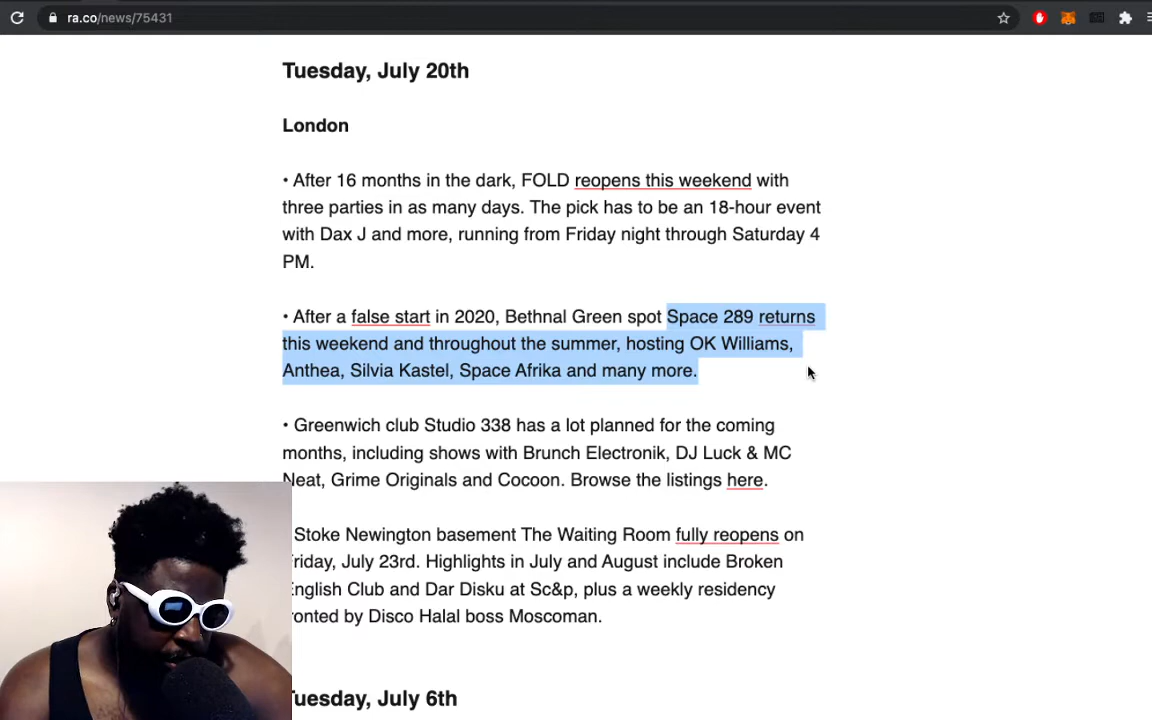 ra.co/news/75431
Tuesday, July 20th
London
• After 16 months in the dark, FOLD reopens this weekend with
three parties in as many days. The pick has to be an 18-hour event
with Dax J and more, running from Friday night through Saturday 4
PM.
• After a false start in 2020, Bethnal Green spot Space 289 returns
this weekend and throughout the summer, hosting OK Williams,
Anthea, Silvia Kastel, Space Afrika and many more.
• Greenwich club Studio 338 has a lot planned for the coming
months, including shows with Brunch Electronik, DJ Luck & MC
Neat, Grime Originals and Cocoon. Browse the listings here.
Stoke Newington basement The Waiting Room fully reopens on
Friday, July 23rd. Highlights in July and August include Broken
English Club and Dar Disku at Sc&p, plus a weekly residency
fronted by Disco Halal boss Moscoman.
Tuesday, July 6th